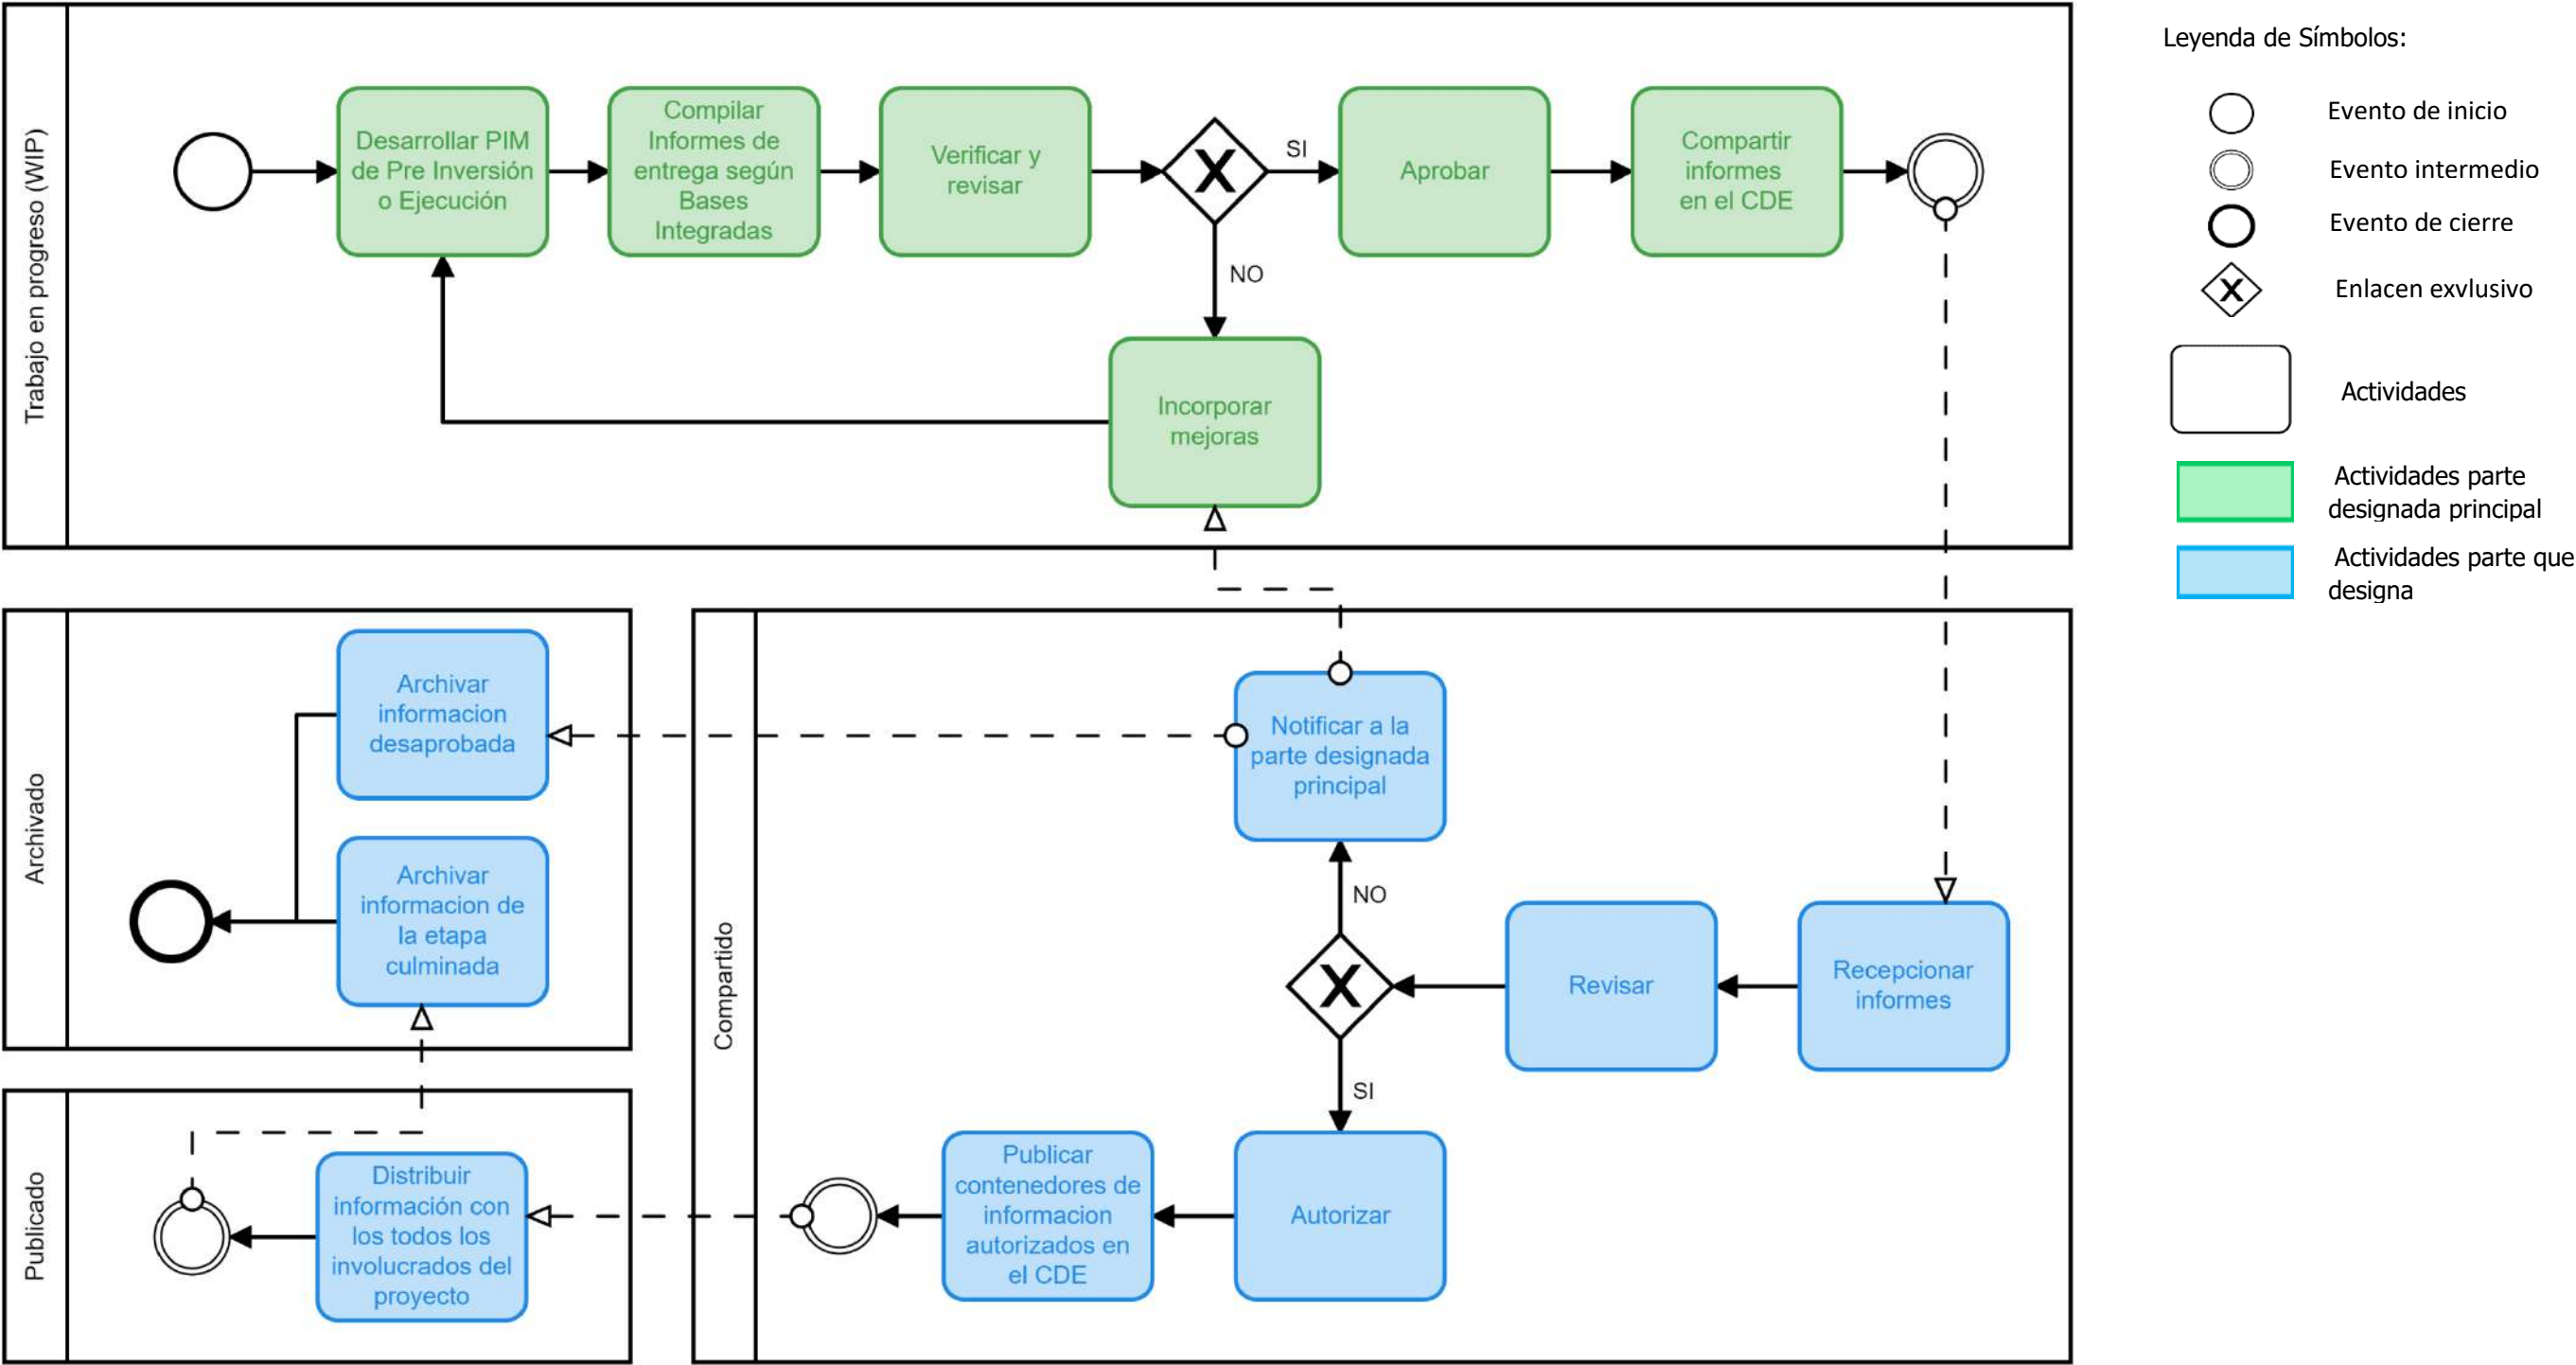 Trabajo en progreso (WIP)
Desarrollar PIM
de Pre Inversión
o Ejecución
Compilar
Informes de
entrega según
Bases
Integradas
Verificar y
revisar
X
SI
NO
Aprobar
Compartir
informes
en el CDE
Incorporar
mejoras
Leyenda de Símbolos:
Evento de inicio
Evento intermedio
Evento de cierre
X
Enlacen exvlusivo
Actividades
Actividades parte
designada principal
Actividades parte que
designa
Archivado
Archivar
informacion
desaprobada
Archivar
informacion de
la etapa
culminada
Compartido
Notificar a la
parte designada
principal
NO
X
SI
Revisar
Recepcionar
informes
Autorizar
Publicar
contenedores de
informacion
autorizados en
el CDE
Publicado
Distribuir
información con
los todos los
involucrados del
proyecto